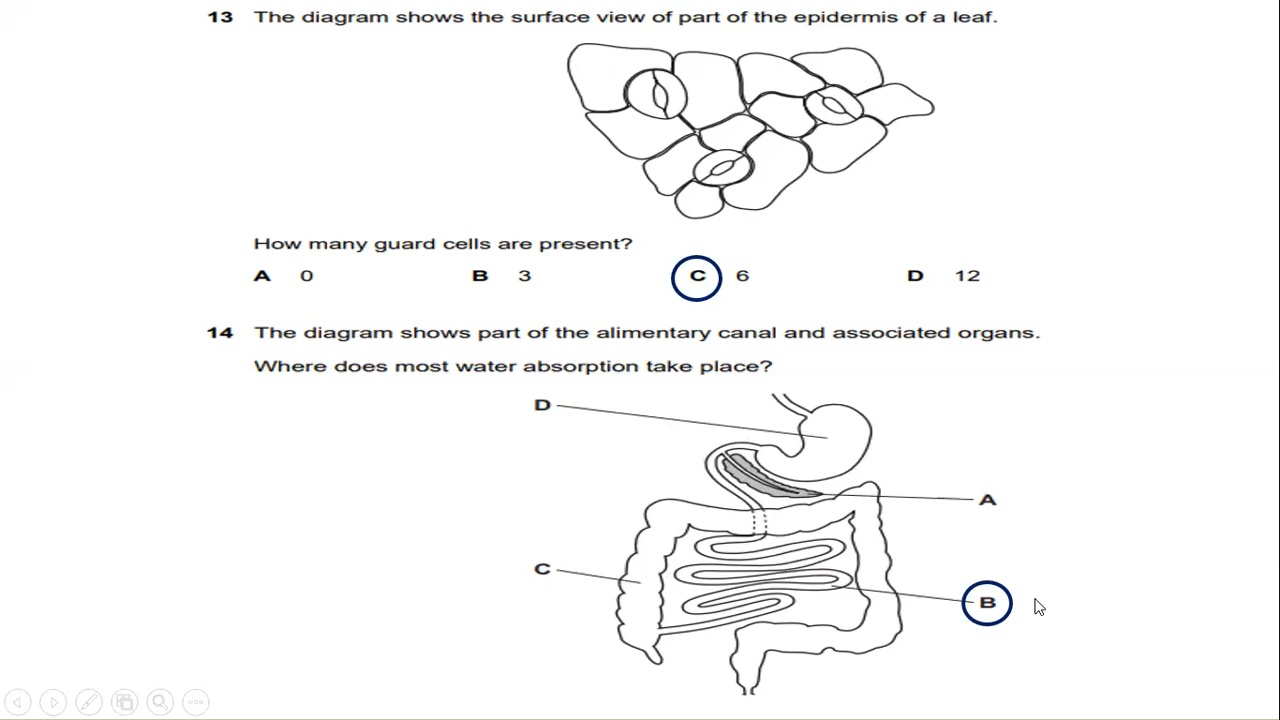 13 The diagram shows the surface view of part of the epidermis of a leaf.
How many guard cells are present?
A 0 B 3 C 6 D 12
14 The diagram shows part of the alimentary canal and associated organs.
Where does most water absorption take place?
D
A
C
B